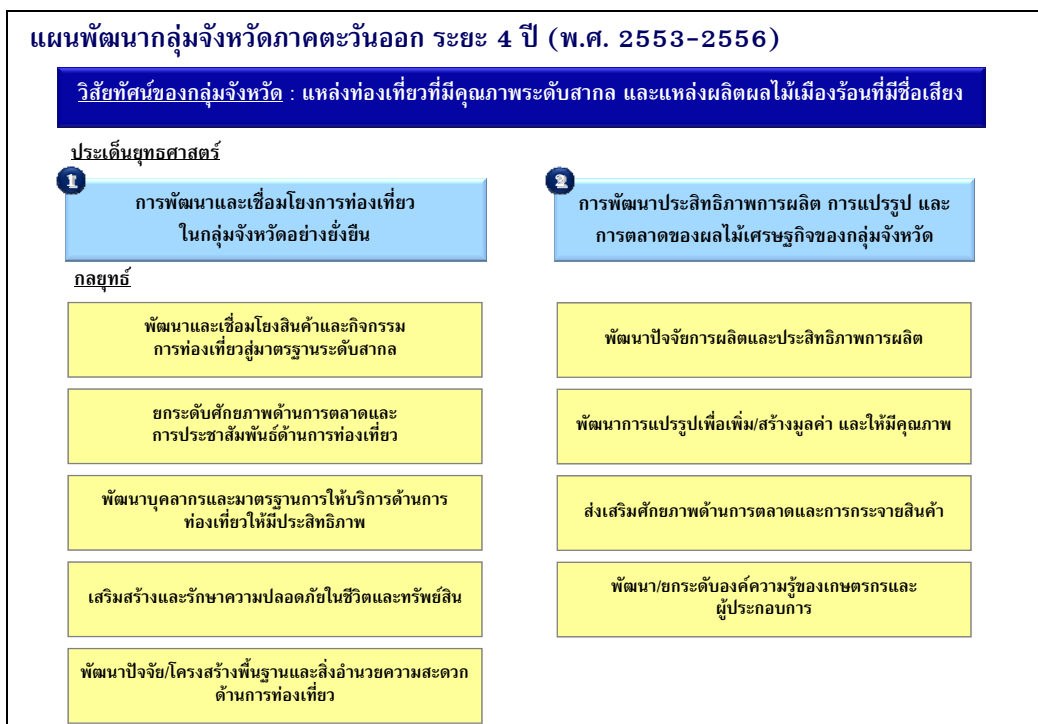 แผนพัฒนากลุ่มจังหวัดภาคตะวันออก ระยะ 4 ปี (พ.ศ. 2553-2556)
วิสัยทัศน์ของกลุ่มจังหวัด : แหล่งท่องเที่ยวที่มีคุณภาพระดับสากล และแหล่งผลิตผลไม้เมืองร้อนที่มีชื่อเสียง
ประเด็นยุทธศาสตร์
1
การพัฒนาและเชื่อมโยงการท่องเที่ยว
ในกลุ่มจังหวัดอย่างยั่งยืน
2
การพัฒนาประสิทธิภาพการผลิต การแปรรูป และ
การตลาดของผลไม้เศรษฐกิจของกลุ่มจังหวัด
กลยุทธ์
พัฒนาและเชื่อมโยงสินค้าและกิจกรรม
การท่องเที่ยวสู่มาตรฐานระดับสากล
ยกระดับศักยภาพด้านการตลาดและ
การประชาสัมพันธ์ด้านการท่องเที่ยว
พัฒนาบุคลากรและมาตรฐานการให้บริการด้านการ
ท่องเที่ยวให้มีประสิทธิภาพ
เสริมสร้างและรักษาความปลอดภัยในชีวิตและทรัพย์สิน
พัฒนาปัจจัย/โครงสร้างพื้นฐานและสิ่งอำนวยความสะดวก
ด้านการท่องเที่ยว
พัฒนาปัจจัยการผลิตและประสิทธิภาพการผลิต
พัฒนาการแปรรูปเพื่อเพิ่ม/สร้างมูลค่า และให้มีคุณภาพ
ส่งเสริมศักยภาพด้านการตลาดและการกระจายสินค้า
พัฒนา/ยกระดับองค์ความรู้ของเกษตรกรและ
ผู้ประกอบการ